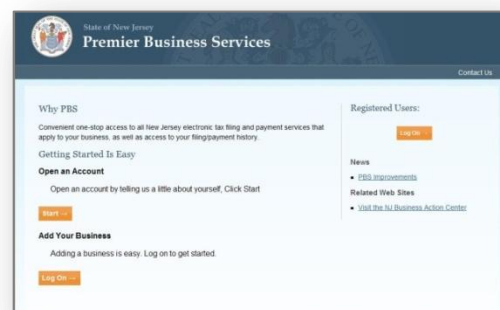 State of New Jersey
Premier Business Services
Contact Us
Why PBS
Convenient one-stop access to all New Jersey electronic tax filing and payment services that
apply to your business, as well as access to your filing/payment history.
Getting Started Is Easy
Open an Account
Open an account by telling us a little about yourself, Click Start
Start →
Add Your Business
Adding a business is easy. Log on to get started.
Log On →
Registered Users:
Log On →
News
• PBS Improvements
Related Web Sites
• Visit the NJ Business Action Center